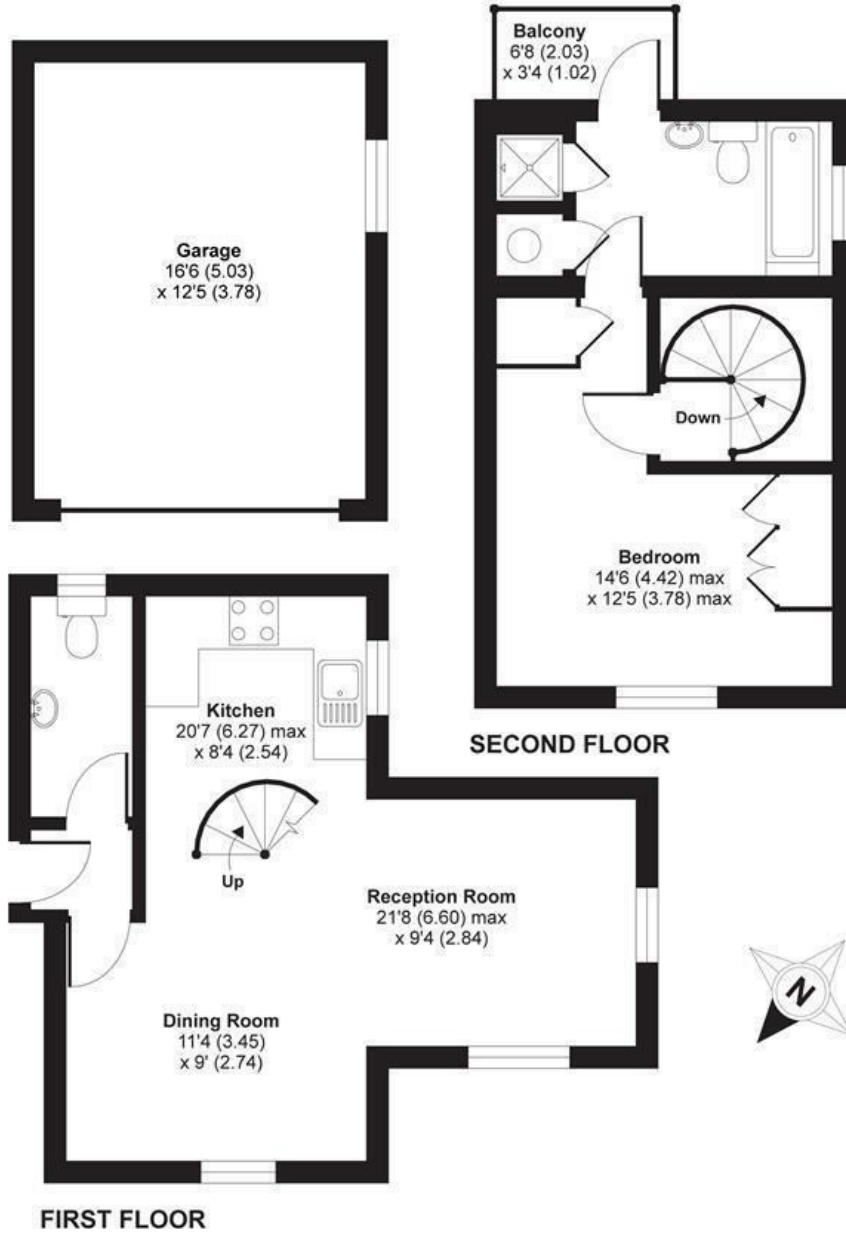 Balcony
6'8 (2.03)
x 3'4 (1.02)
Garage
16'6 (5.03)
x 12'5 (3.78)
Down
Bedroom
14'6 (4.42) max
x 12'5 (3.78) max
SECOND FLOOR
Kitchen
20'7 (6.27) max
x 8'4 (2.54)
Up
Reception Room
21'8 (6.60) max
x 9'4 (2.84)
Dining Room
11'4 (3.45)
x 9' (2.74)
N
FIRST FLOOR